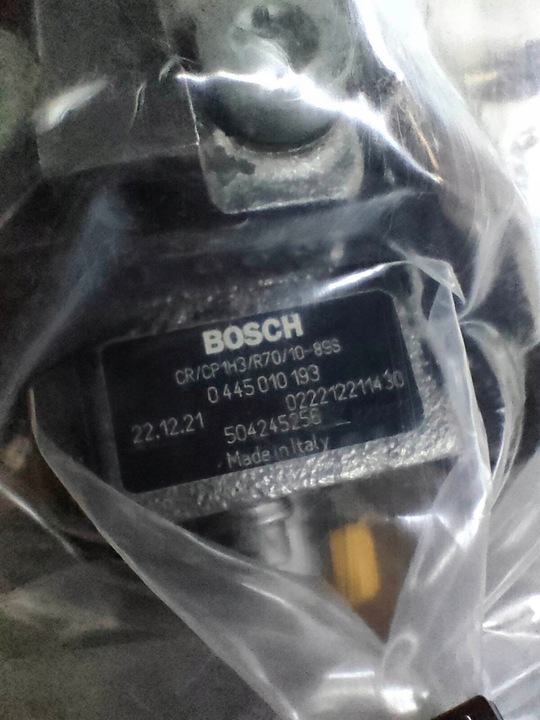 BOSCH
CR/CP1H3/R70/10-89S
0 445 010 193
022212211430
22.12.21
504245256
Made in Italy